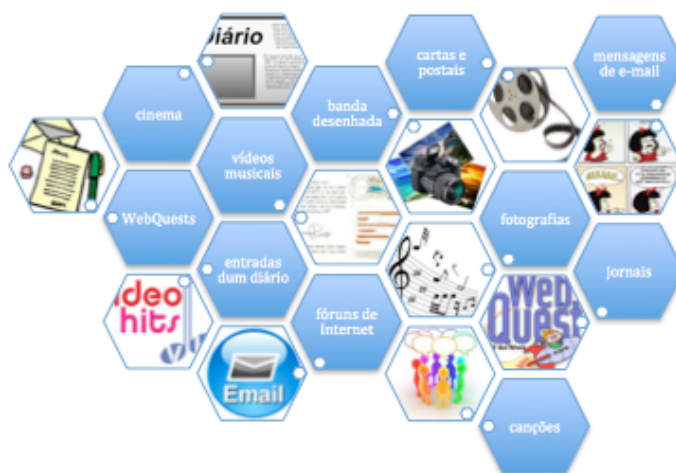 iário
cartas e
postais
mensagens
de e-mail
cinema
banda
desenhada
vídeos
musicais
WebQuests
fotografias
entradas
dum diário
jornais
ideo
hits
fóruns de
Internet
Web
Quest
Email
canções